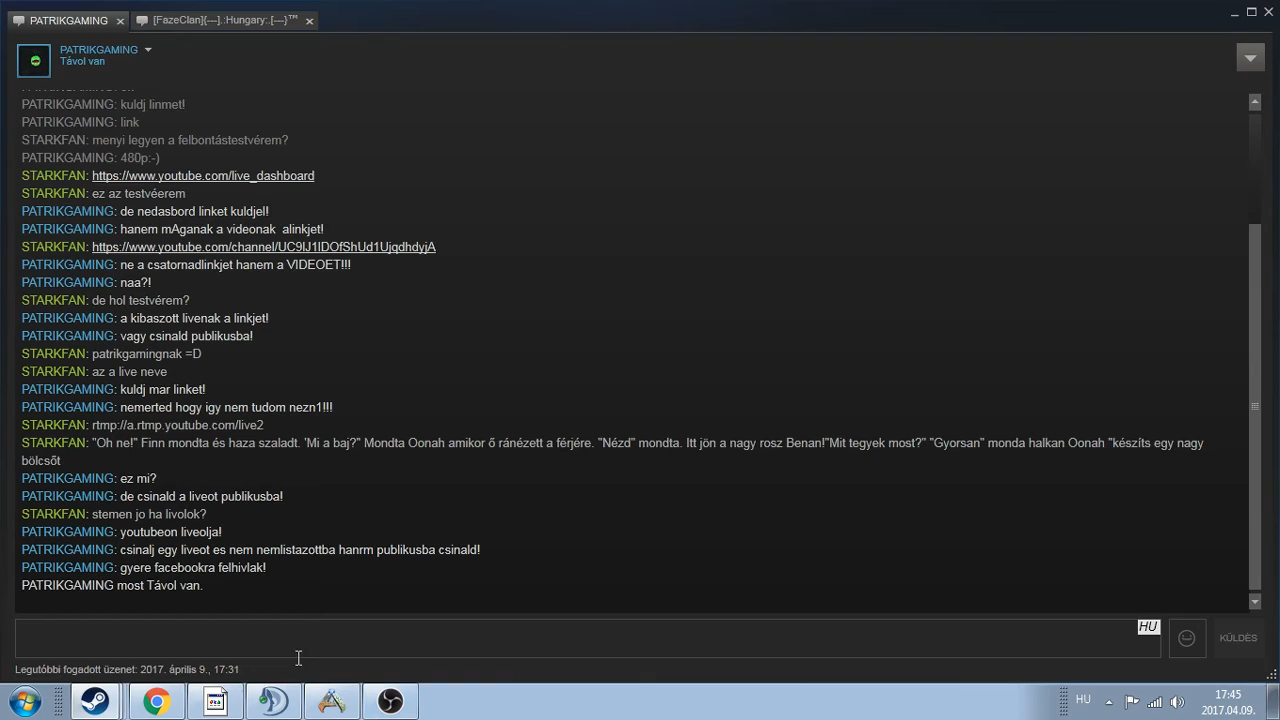 PATRIKGAMING
[FazeClan]{---].:Hungary:.[---}™
PATRIKGAMING
Távol van
PATRIKGAMING: kuldj linmet!
PATRIKGAMING: link
STARKFAN: menyi legyen a felbontástestvérem?
PATRIKGAMING: 480p:-)
STARKFAN: https://www.youtube.com/live_dashboard
STARKFAN: ez az testvéerem
PATRIKGAMING: de nedasbord linket kuldjel!
PATRIKGAMING: hanem mAganak a videonak alinkjet!
STARKFAN: https://www.youtube.com/channel/UC9IJ1IDOfShUd1UjqdhdyjA
PATRIKGAMING: ne a csatornadlinkjet hanem a VIDEOET!!!
PATRIKGAMING: naa?!
STARKFAN: de hol testvérem?
PATRIKGAMING: a kibaszott livenak a linkjet!
PATRIKGAMING: vagy csinald publikusba!
STARKFAN: patrikgamingnak =D
STARKFAN: az a live neve
PATRIKGAMING: kuldj mar linket!
PATRIKGAMING: nemerted hogy igy nem tudom nezn1!!!
STARKFAN: rtmp://a.rtmp.youtube.com/live2
STARKFAN: "Oh ne!" Finn mondta és haza szaladt. 'Mi a baj?" Mondta Oonah amikor ő ránézett a férjére. "Nézd" mondta. Itt jön a nagy rosz Benan!"Mit tegyek most?" "Gyorsan" monda halkan Oonah "készíts egy nagy
bölcsőt
PATRIKGAMING: ez mi?
PATRIKGAMING: de csinald a liveot publikusba!
STARKFAN: stemen jo ha livolok?
PATRIKGAMING: youtubeon liveolja!
PATRIKGAMING: csinalj egy liveot es nem nemlistazottba hanrm publikusba csinald!
PATRIKGAMING: gyere facebookra felhivlak!
PATRIKGAMING most Távol van.
HU
KÜLDÉS
Legutóbbi fogadott üzenet: 2017. április 9., 17:31
HU
17:45
2017.04.09.